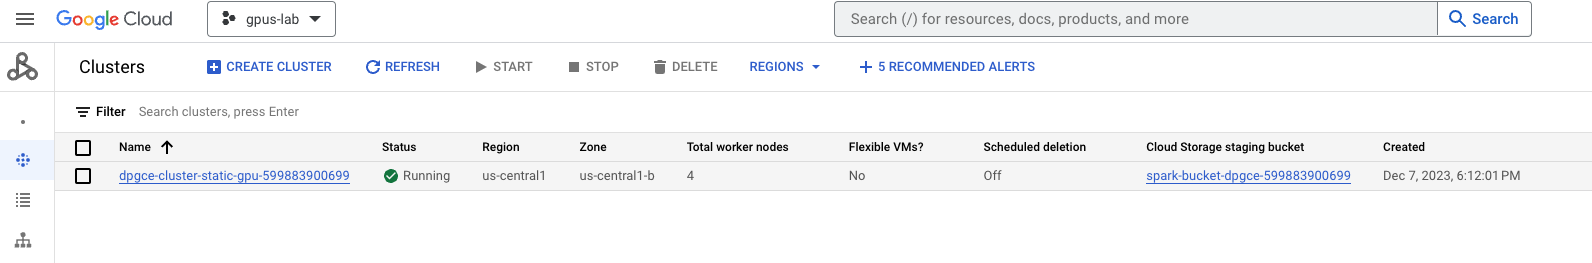 Google Cloud gpus-lab Search (/) for resources, docs, products, and more Search
Clusters CREATE CLUSTER REFRESH START STOP DELETE REGIONS 5 RECOMMENDED ALERTS
Filter Search clusters, press Enter
Name Status Region Zone Total worker nodes Flexible VMs? Scheduled deletion Cloud Storage staging bucket Created
dpgce-cluster-static-gpu-599883900699 Running us-central1 us-central1-b 4 No Off spark-bucket-dpgce-599883900699 Dec 7, 2023, 6:12:01 PM